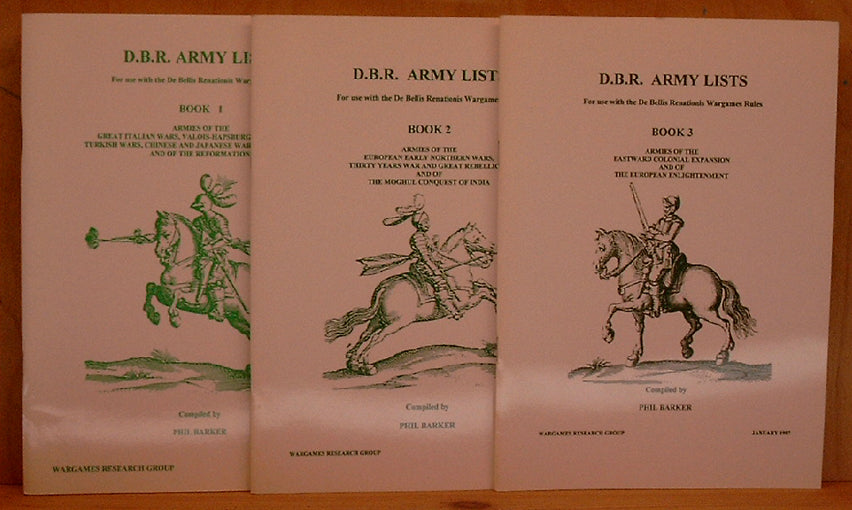 D.B.R. ARMY LIS
For use with the De Bellis Renationis War
BOOK 1
ARMIES OF THE
GREAT ITALIAN WARS, VALOIS-HAPSBURG
TURKISH WARS, CHINESE AND JAPANESE WAR
AND OF THE REFORMATION
Compiled by
PHIL BARKER
WARGAMES RESEARCH GROUP
D.B.R. ARMY LIST
For use with the De Bellis Renationis Wargames
BOOK 2
ARMIES OF THE
EUROPEAN EARLY NORTHERN WARS,
THIRTY YEARS WAR AND GREAT REBELLIO
AND OF
THE MOGHUL CONQUEST OF INDIA
Compiled by
PHIL BARKER
WARGAMES RESEARCH GROUP
D.B.R. ARMY LISTS
For use with the De Bellis Renationis Wargames Rules
BOOK 3
ARMIES OF THE
EASTWARD COLONIAL EXPANSION
AND OF
THE EUROPEAN ENLIGHTENMENT
Compiled by
PHIL BARKER
WARGAMES RESEARCH GROUP JANUARY